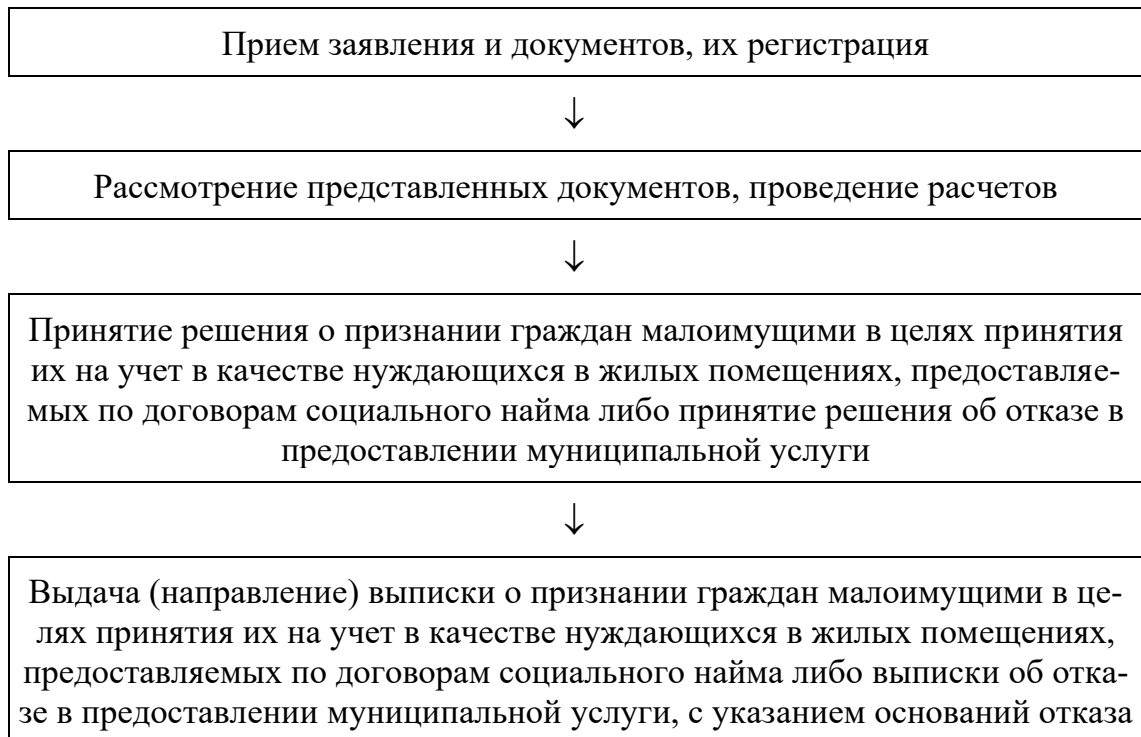 Прием заявления и документов, их регистрация
↓
Рассмотрение представленных документов, проведение расчетов
↓
Принятие решения о признании граждан малоимущими в целях принятия
их на учет в качестве нуждающихся в жилых помещениях, предоставляе-
мых по договорам социального найма либо принятие решения об отказе в
предоставлении муниципальной услуги
↓
Выдача (направление) выписки о признании граждан малоимущими в це-
лях принятия их на учет в качестве нуждающихся в жилых помещениях,
предоставляемых по договорам социального найма либо выписки об отка-
зе в предоставлении муниципальной услуги, с указанием оснований отказа